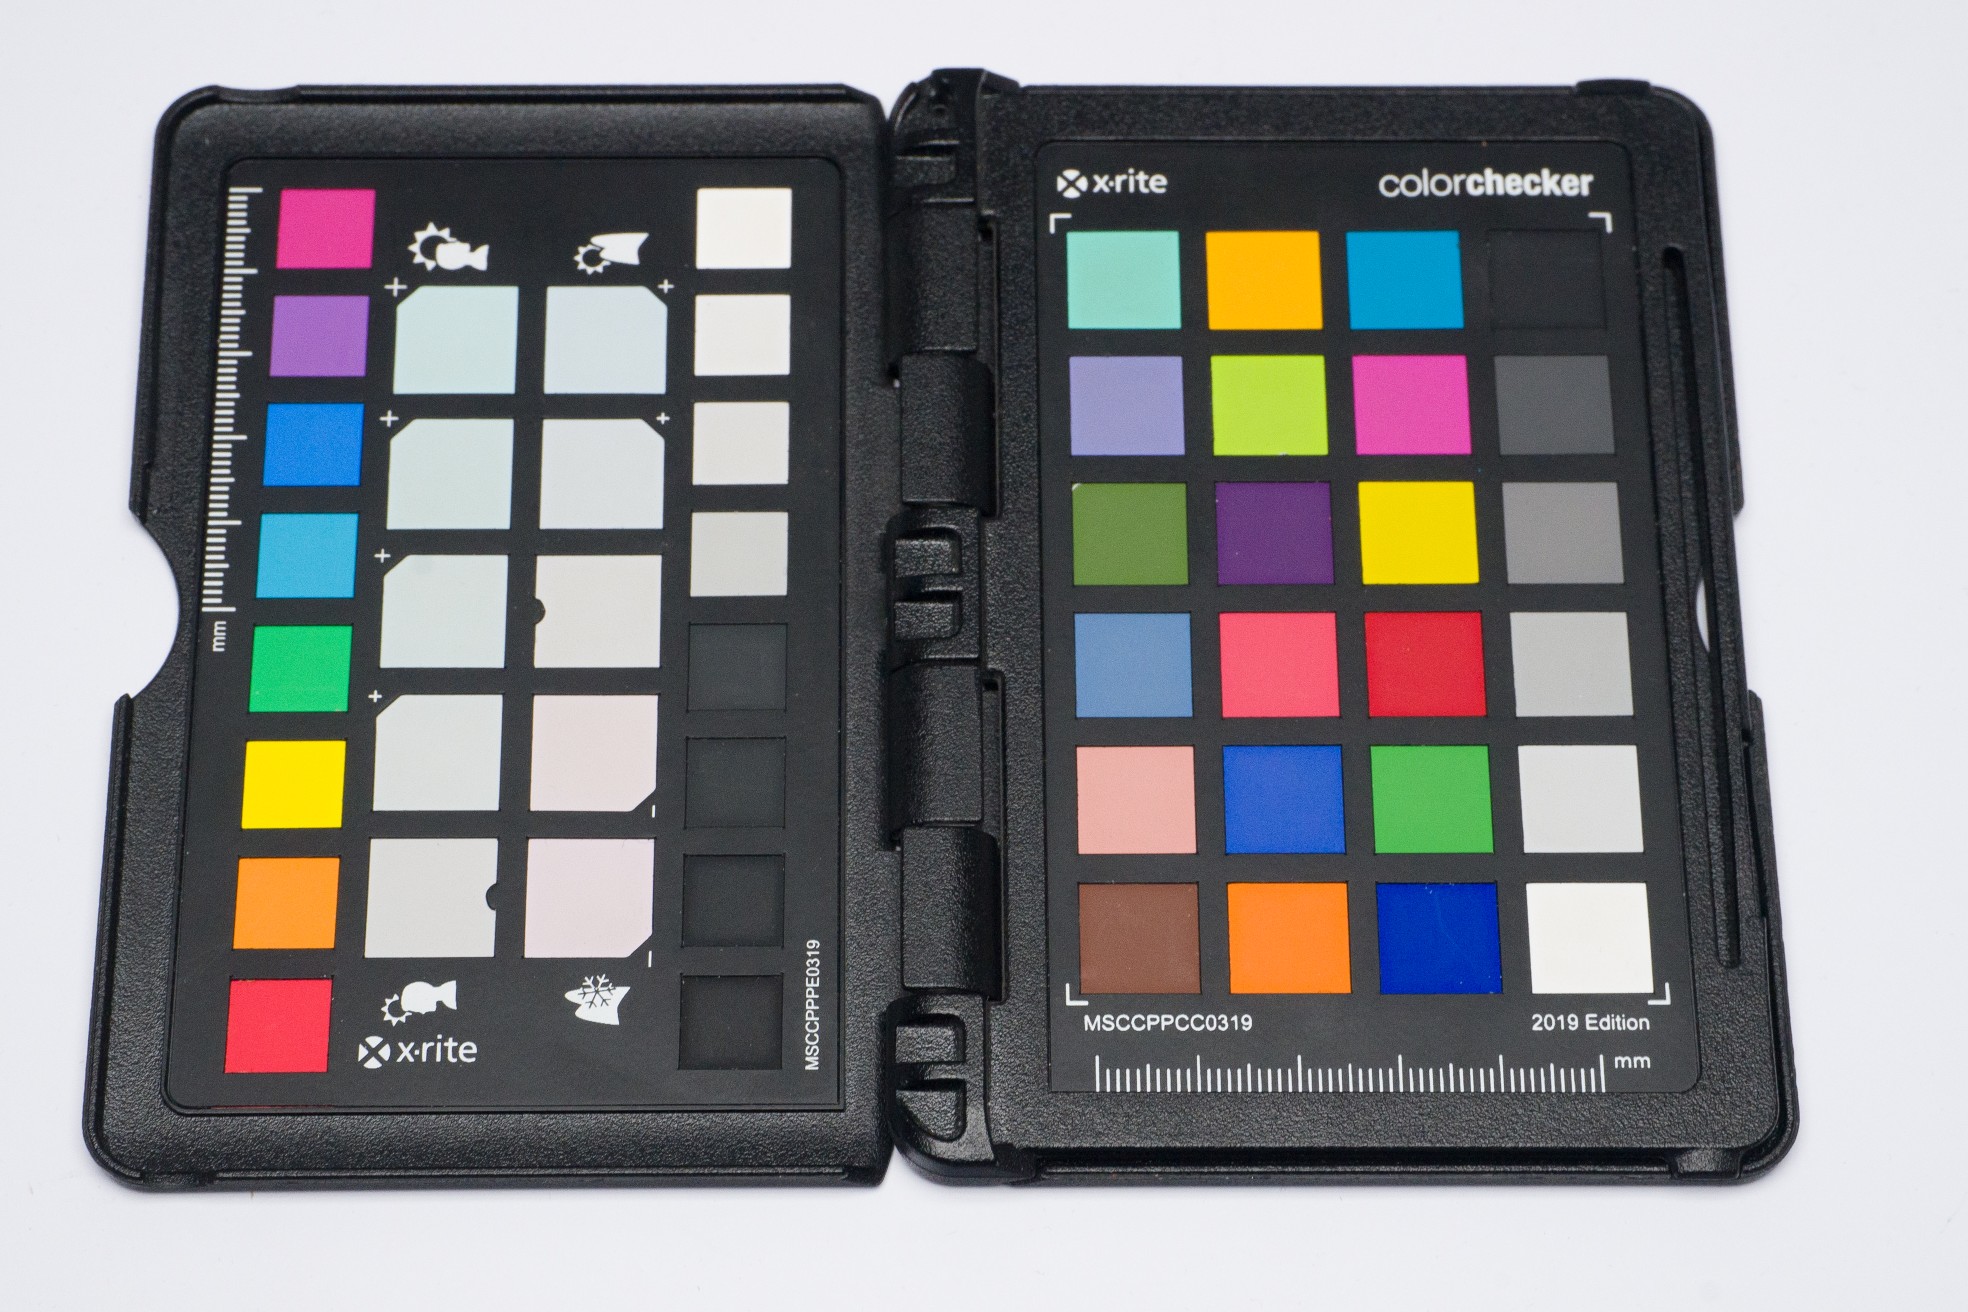 mm
x·rite
MSCCPPPE0319
x·rite
colorchecker
MSCCPPCC0319
2019 Edition
mm